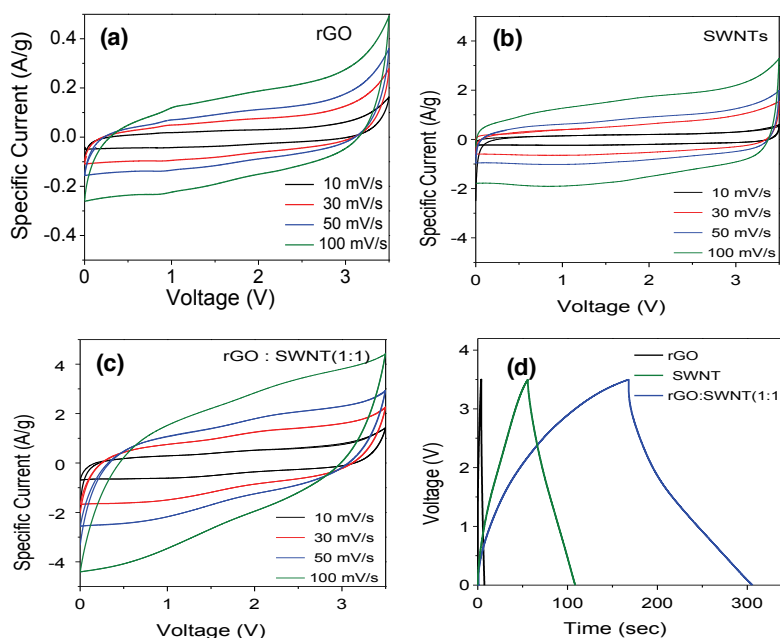 (a) rGO
Specific Current (A/g)
0.4
0.2
0.0
-0.2
-0.4
10 mV/s
30 mV/s
50 mV/s
100 mV/s
0 1 2 3
Voltage (V)
(b) SWNTs
Specific Current (A/g)
4
2
0
-2
-4
10 mV/s
30 mV/s
50 mV/s
100 mV/s
0 1 2 3
Voltage (V)
(c) rGO : SWNT(1:1)
Specific Current (A/g)
4
2
0
-2
-4
10 mV/s
30 mV/s
50 mV/s
100 mV/s
0 1 2 3
Voltage (V)
(d)
rGO
SWNT
rGO:SWNT(1:1
Voltage (V)
4
3
2
1
0
0 100 200 300
Time (sec)